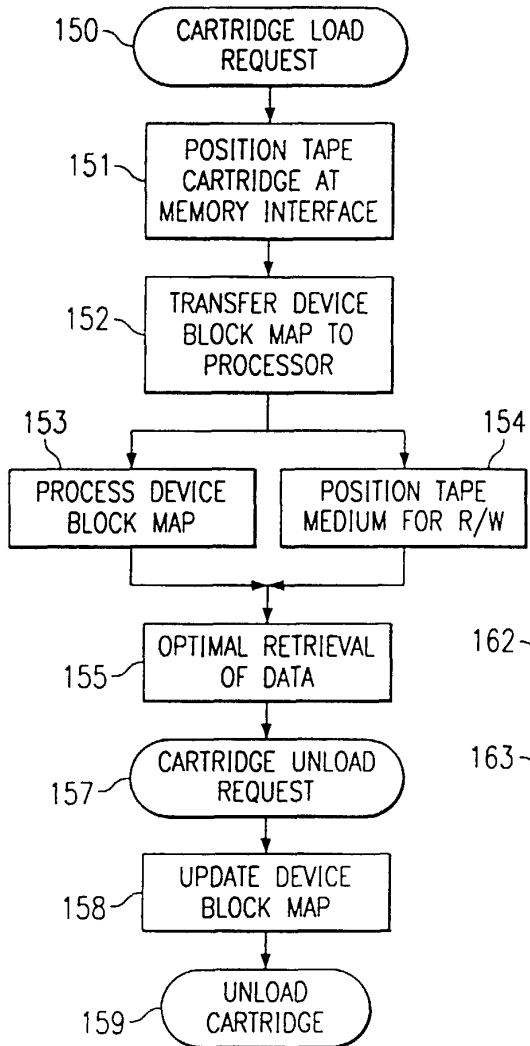 150
CARTRIDGE LOAD
REQUEST
151
POSITION TAPE
CARTRIDGE AT
MEMORY INTERFACE
152
TRANSFER DEVICE
BLOCK MAP TO
PROCESSOR
153
PROCESS DEVICE
BLOCK MAP
154
POSITION TAPE
MEDIUM FOR R/W
155
OPTIMAL RETRIEVAL
OF DATA
162
157
CARTRIDGE UNLOAD
REQUEST
163
158
UPDATE DEVICE
BLOCK MAP
159
UNLOAD
CARTRIDGE